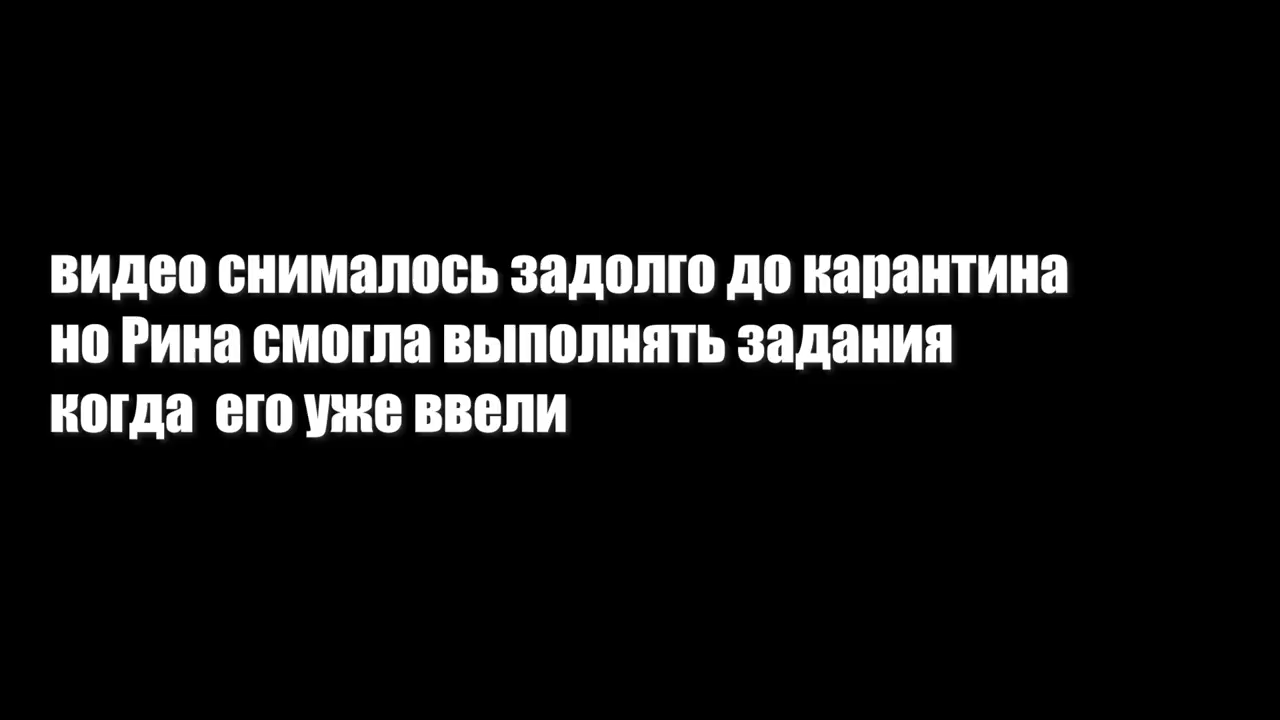 видео снималось задолго до карантина
но Рина смогла выполнять задания
когда  его уже ввели